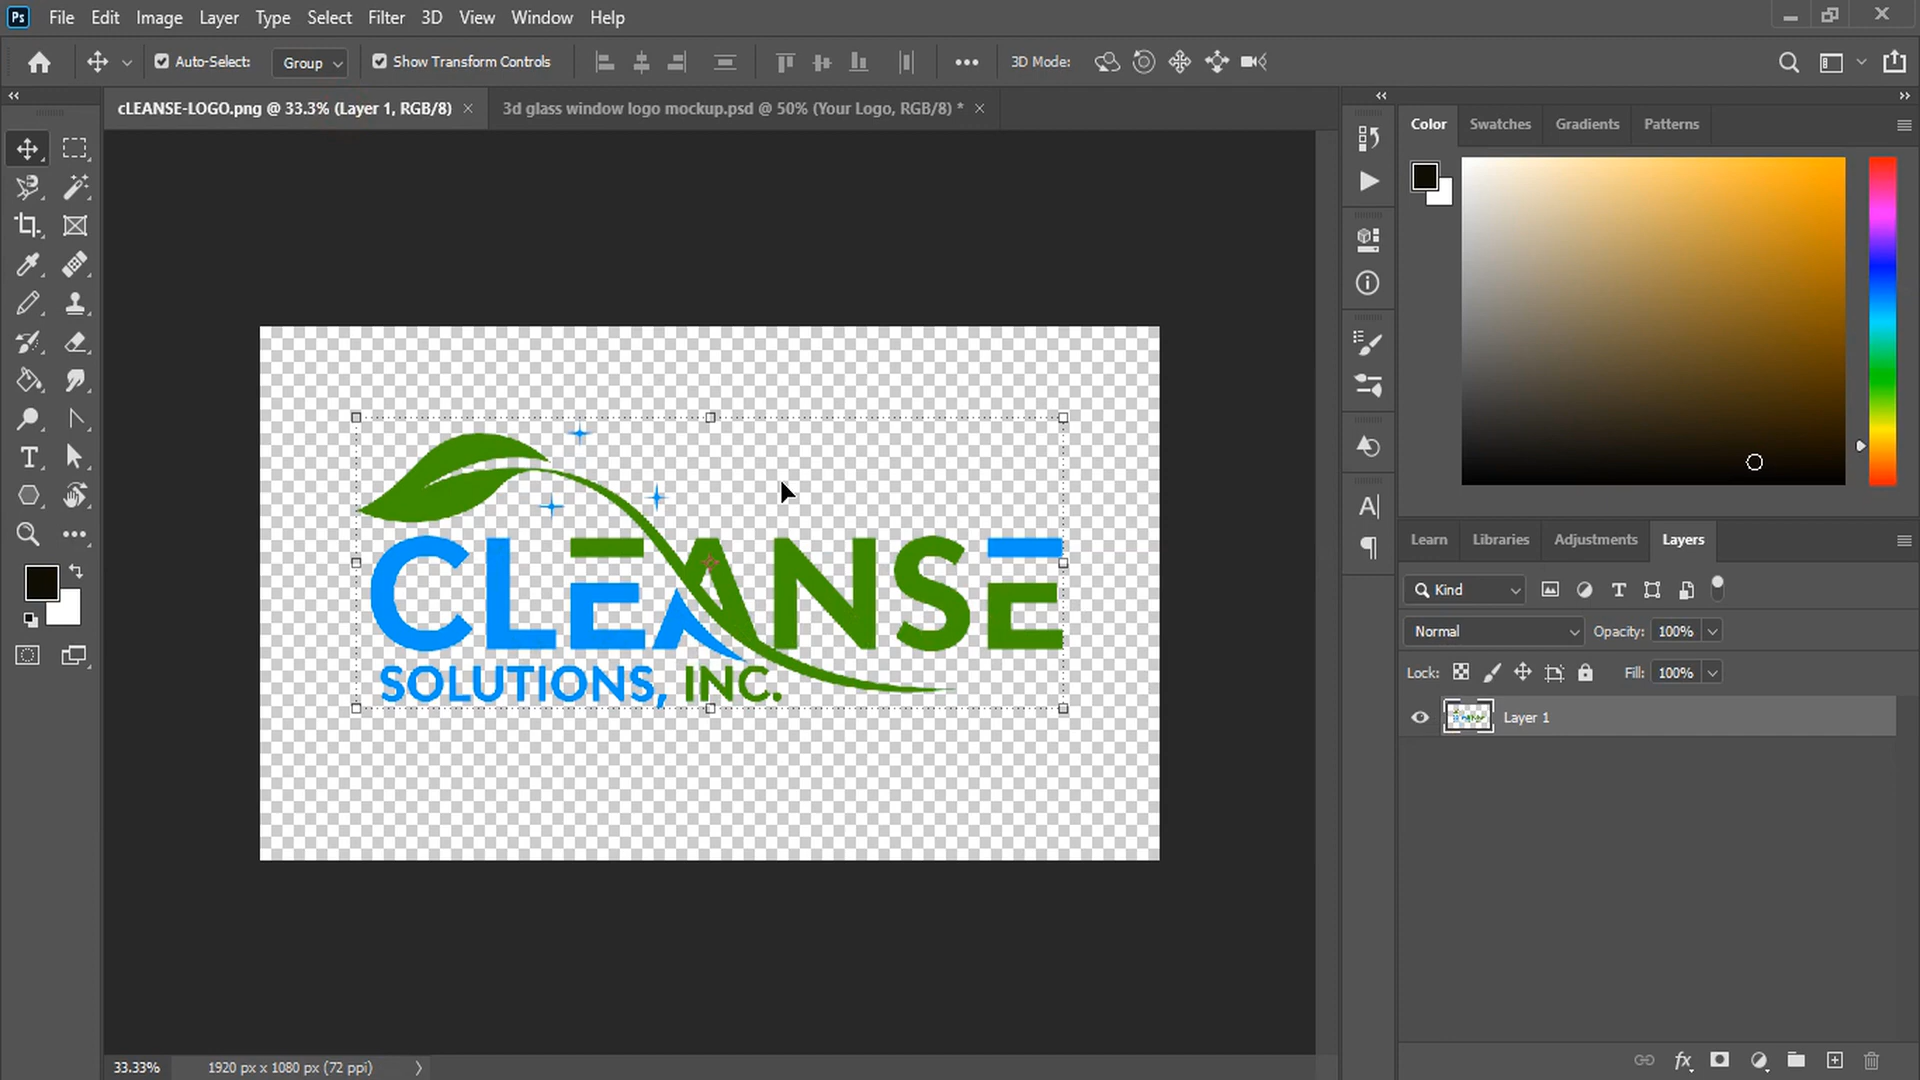 Ps File Edit Image Layer Type Select Filter 3D View Window Help
Auto-Select: Group Show Transform Controls 3D Mode:
cLEANSE-LOGO.png @ 33.3% (Layer 1, RGB/8) 3d glass window logo mockup.psd @ 50% (Your Logo, RGB/8) *
Color Swatches Gradients Patterns
CLEANSE
SOLUTIONS, INC.
Learn Libraries Adjustments Layers
Kind
Normal Opacity: 100%
Lock: Fill: 100%
Layer 1
33.33% 1920 px x 1080 px (72 ppi)